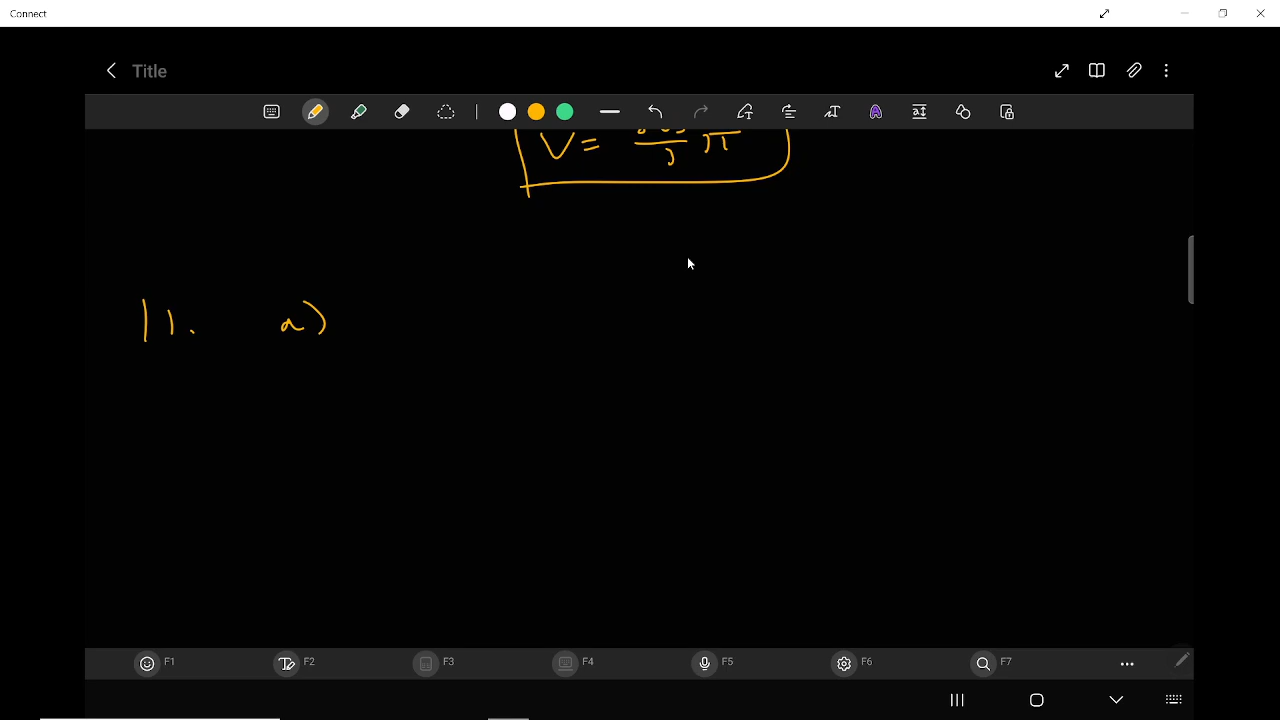 Connect
Title
V = π
11. a)
F1 F2 F3 F4 F5 F6 F7